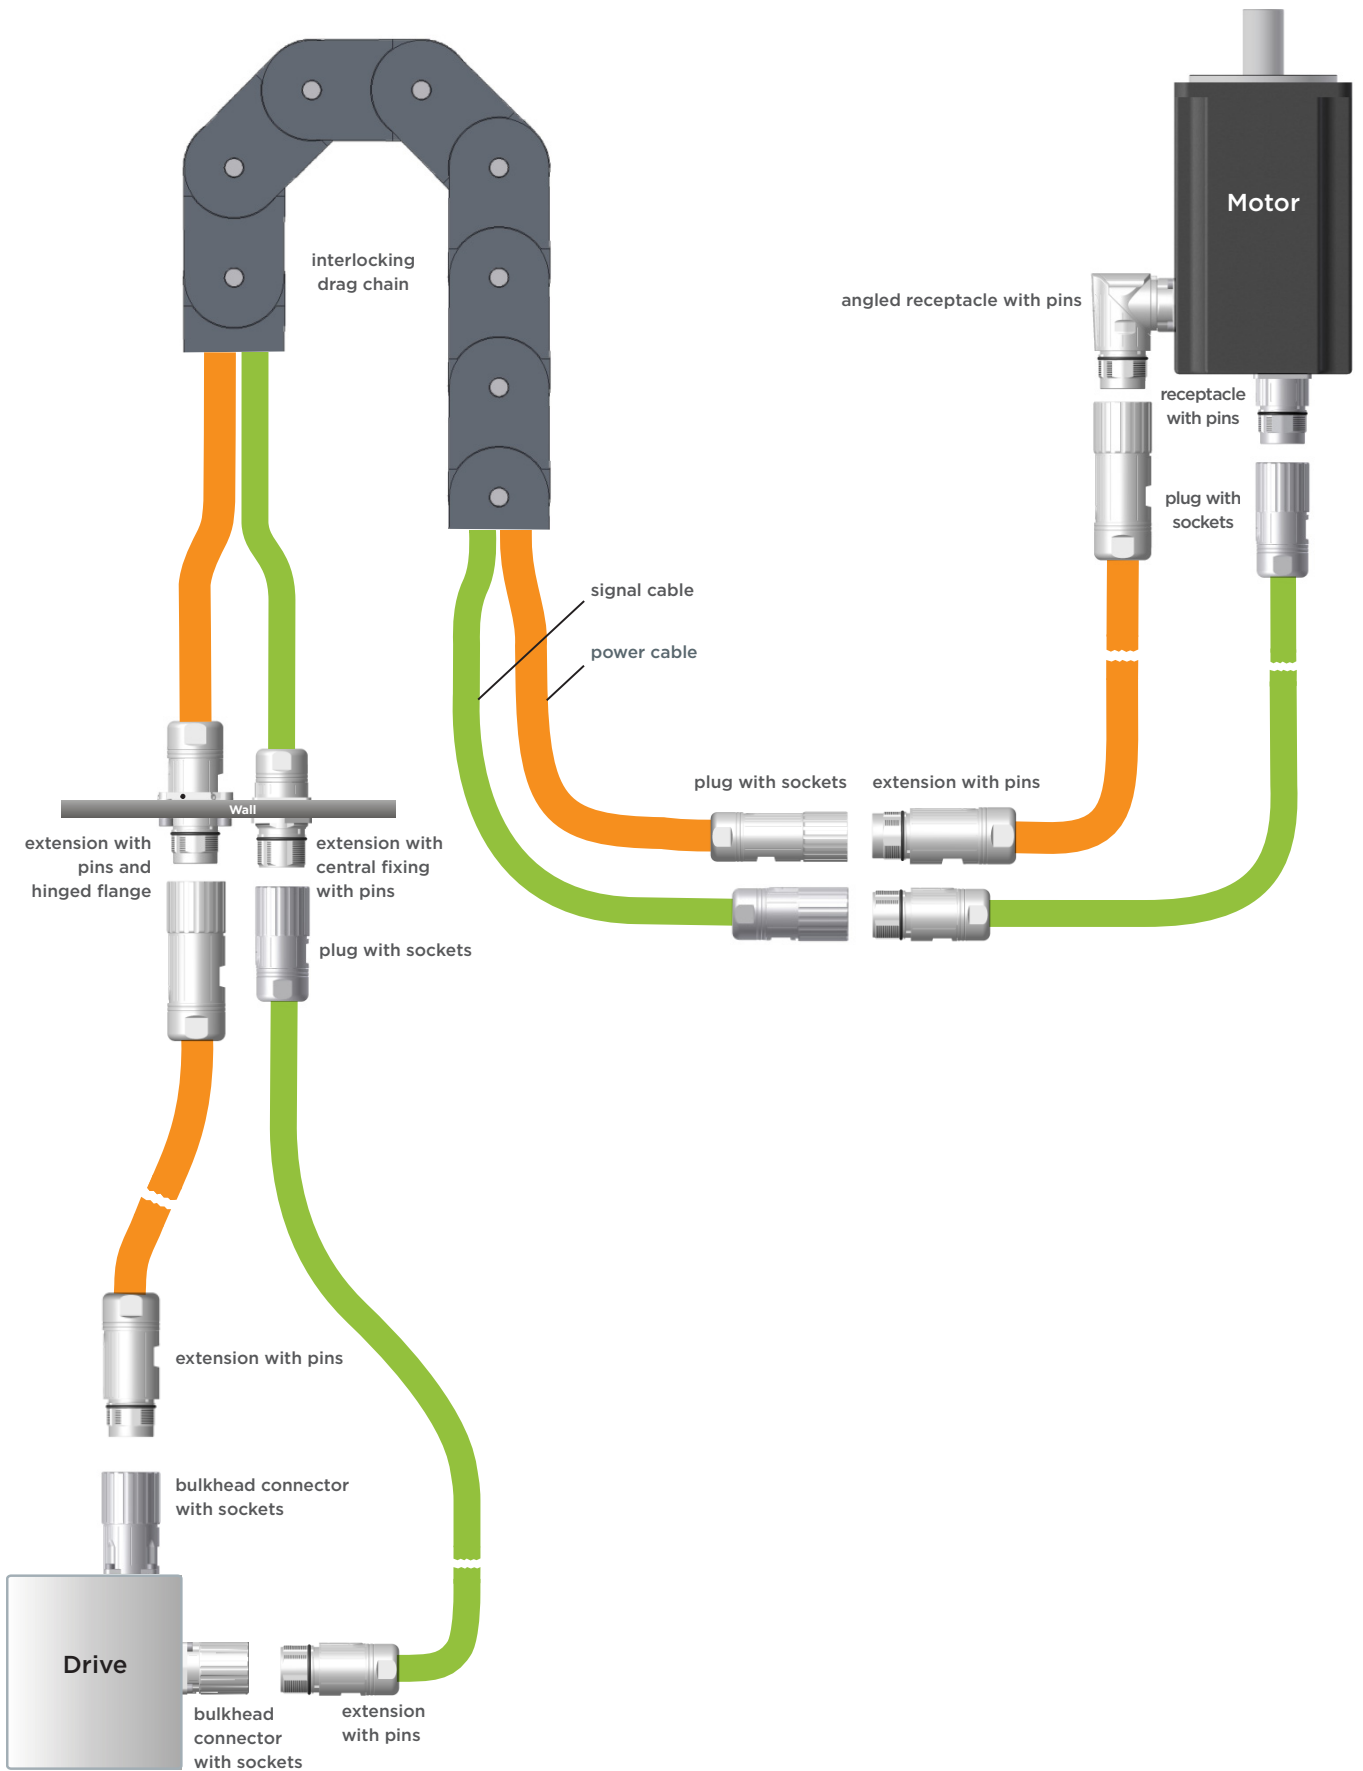 Motor
interlocking
drag chain
angled receptacle with pins
receptacle
with pins
plug with
sockets
signal cable
power cable
plug with sockets
extension with pins
Wall
extension with
pins and
hinged flange
extension with
central fixing
with pins
plug with sockets
extension with pins
bulkhead connector
with sockets
Drive
bulkhead
connector
with sockets
extension
with pins